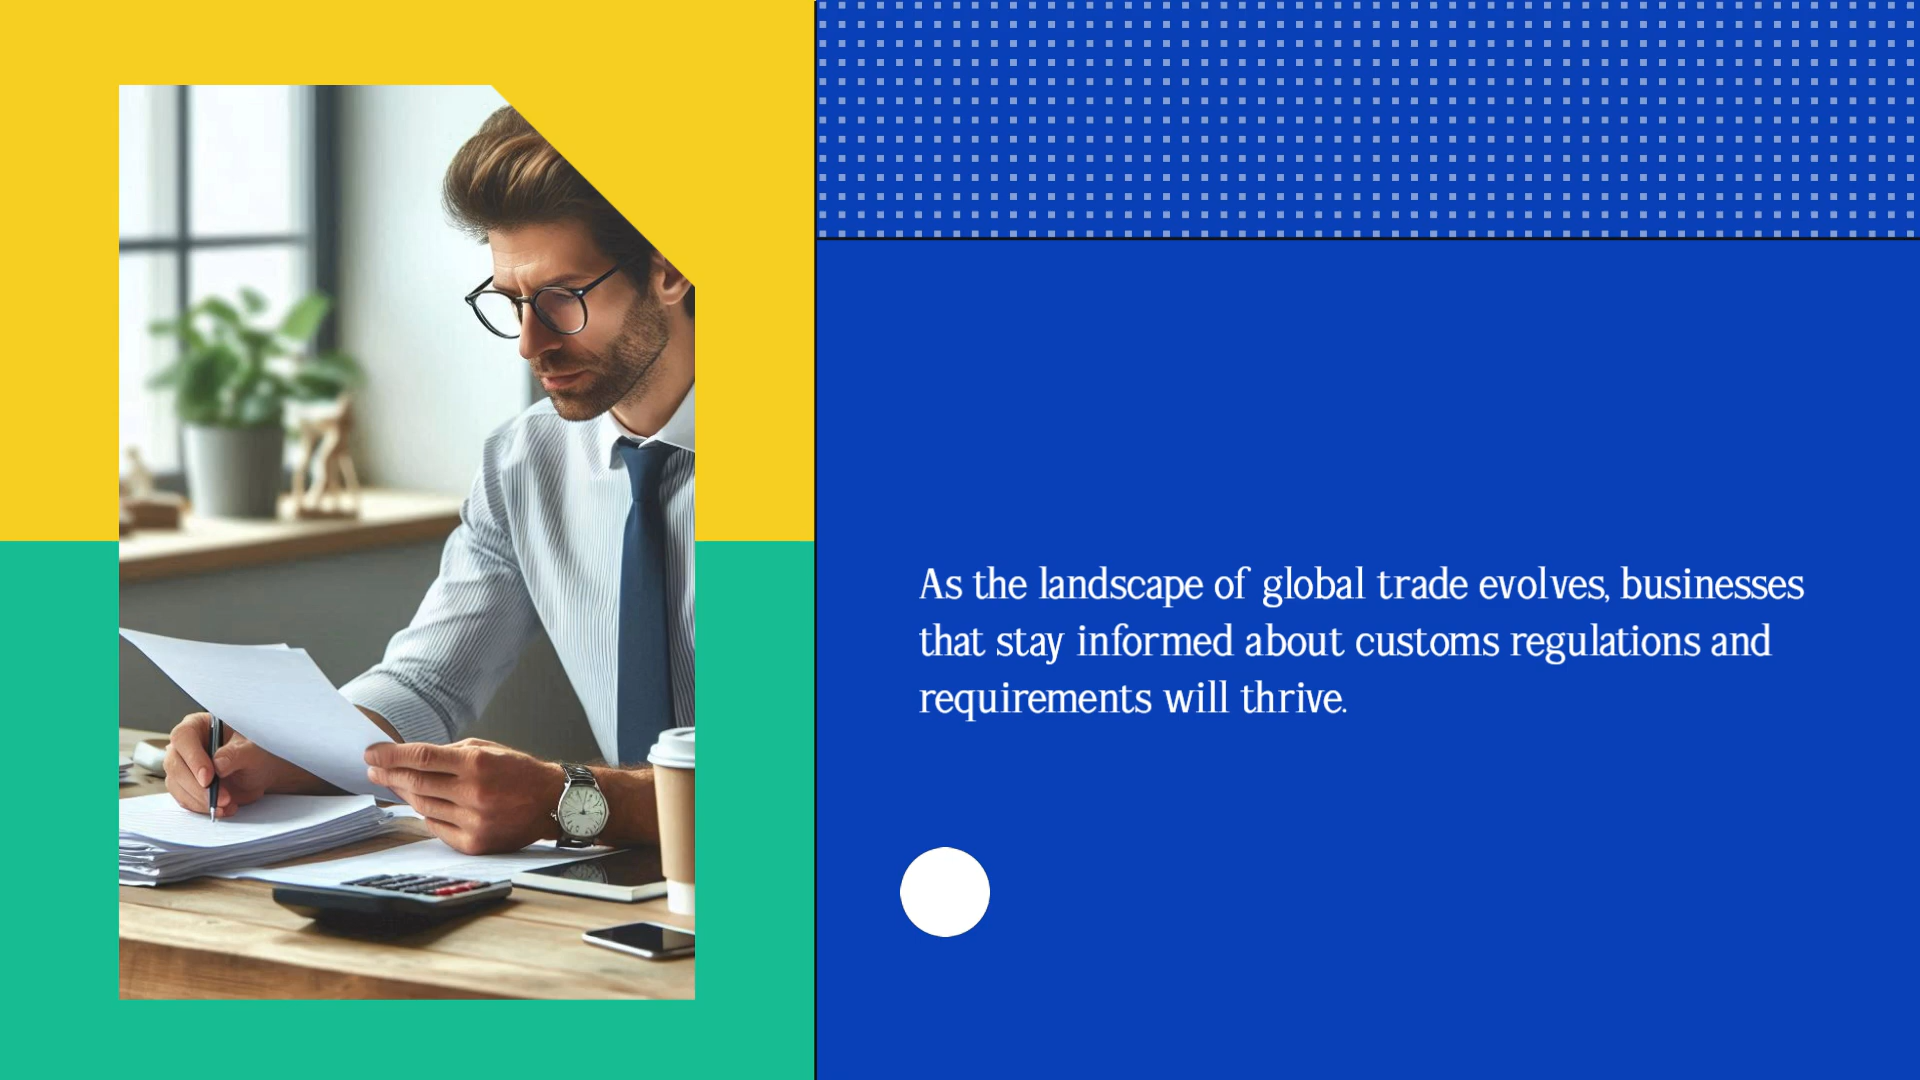 As the landscape of global trade evolves, businesses
that stay informed about customs regulations and
requirements will thrive.